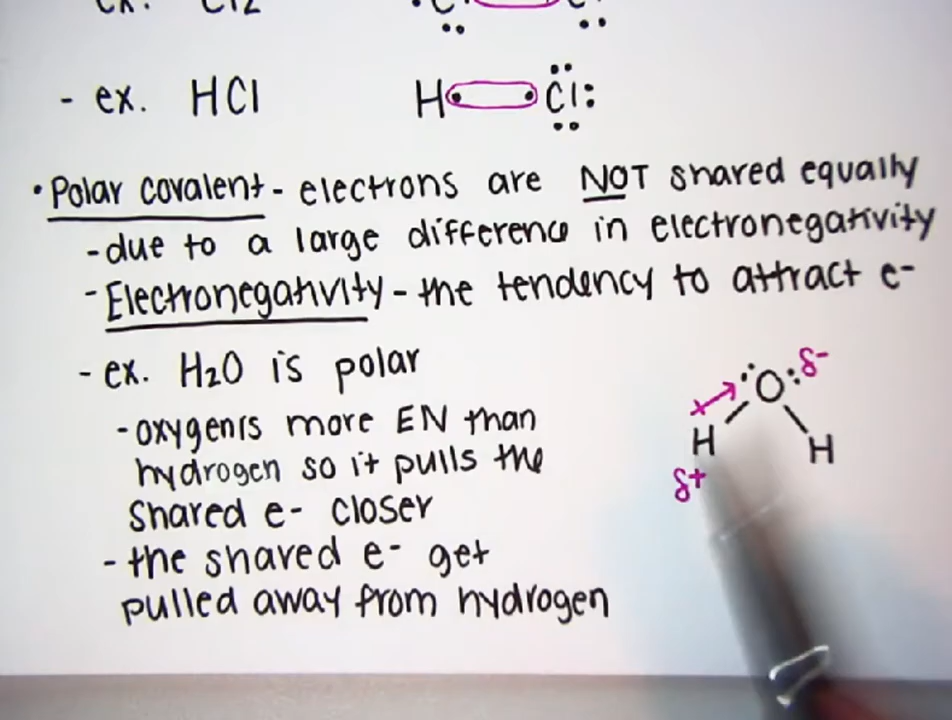 - ex. HCl H Cl
• Polar covalent - electrons are NOT shared equally
- due to a large difference in electronegativity
- Electronegativity - the tendency to attract e-
- ex. H₂O is polar
- oxygen is more EN than
hydrogen so it pulls the
shared e- closer
- the shared e- get
pulled away from hydrogen
O δ-
H H
δ+